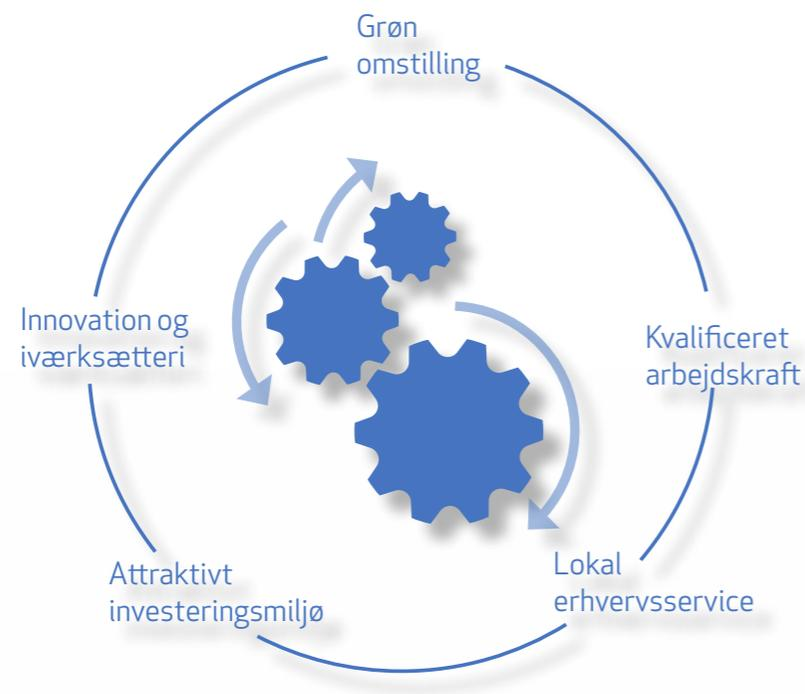 Grøn
omstilling
Kvalificeret
arbejdskraft
Lokal
erhvervsservice
Attraktivt
investeringsmiljø
Innovation og
iværksætteri